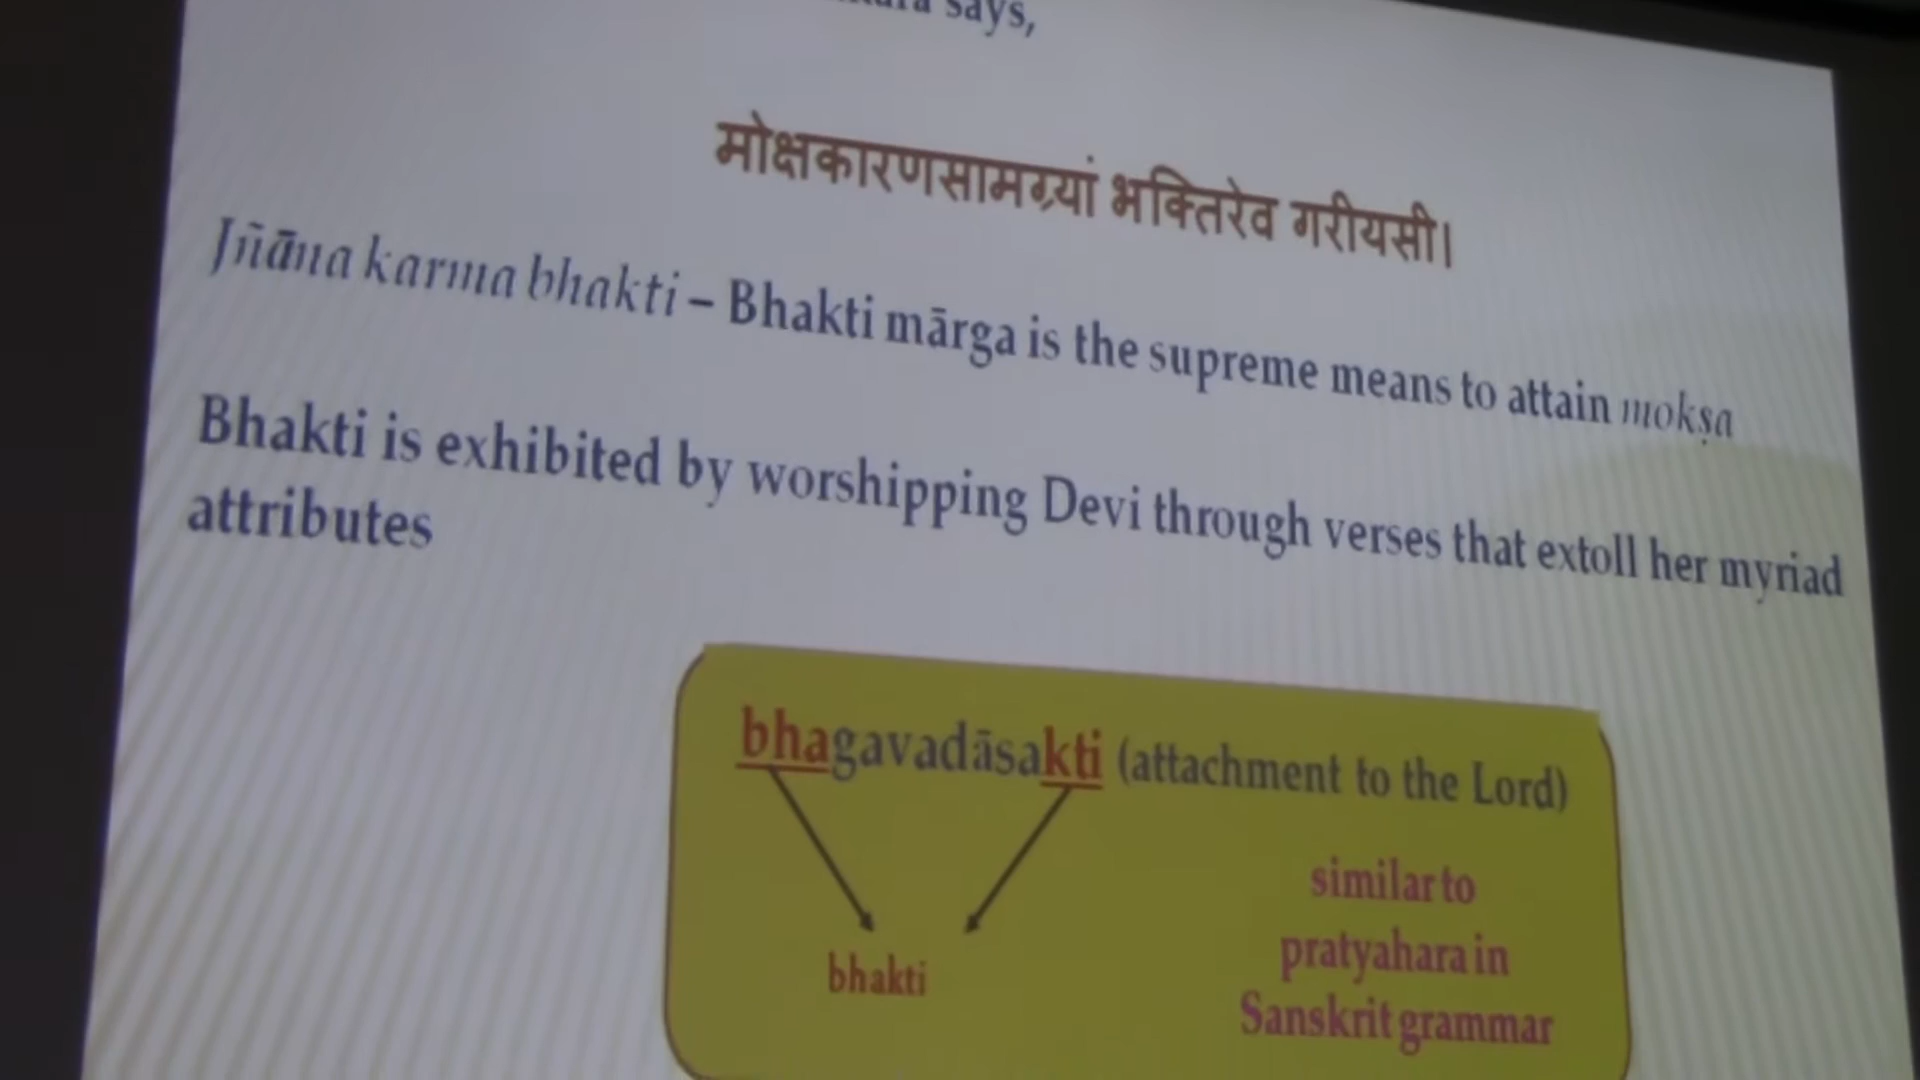 says,
मोक्षकारणसामग्र्यां भक्तिरेव गरीयसी।
Jñāna karma bhakti – Bhakti mārga is the supreme means to attain mokṣa
Bhakti is exhibited by worshipping Devi through verses that extoll her myriad
attributes
bhagavadāsakti (attachment to the Lord)
bhakti
similar to
pratyahara in
Sanskrit grammar